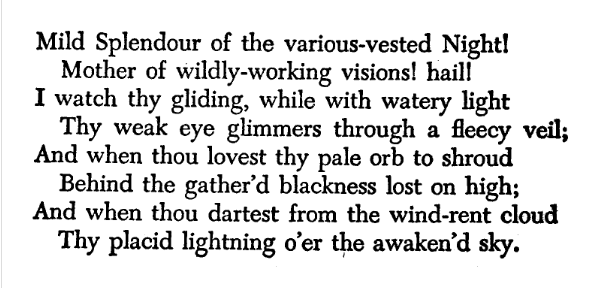 Mild Splendour of the various-vested Night!
Mother of wildly-working visions! hail!
I watch thy gliding, while with watery light
Thy weak eye glimmers through a fleecy veil;
And when thou lovest thy pale orb to shroud
Behind the gather'd blackness lost on high;
And when thou dartest from the wind-rent cloud
Thy placid lightning o'er the awaken'd sky.